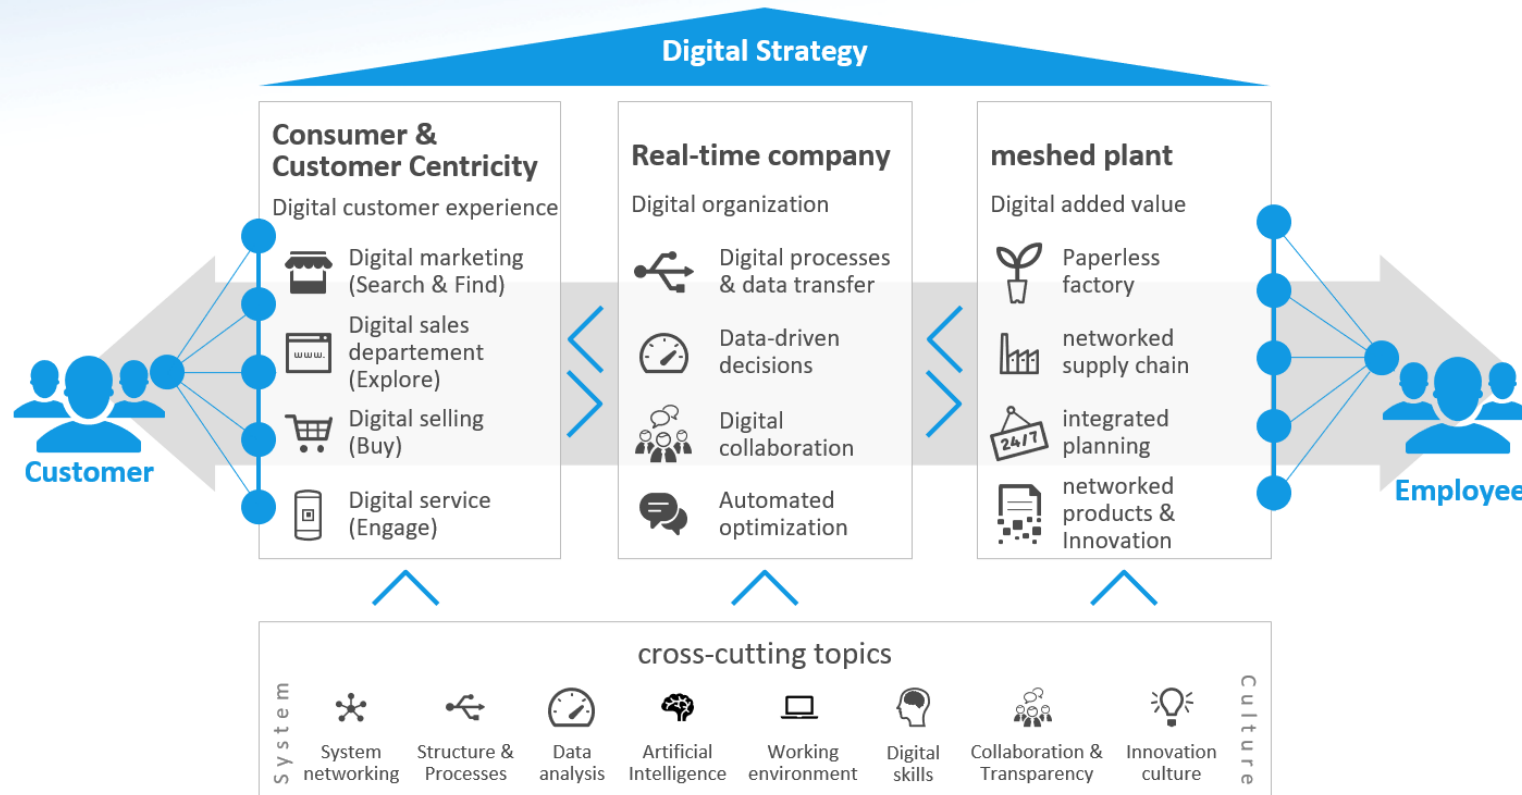 Digital Strategy
Consumer &
Customer Centricity
Digital customer experience
Digital marketing
(Search & Find)
www.
Digital sales
departement
(Explore)
Digital selling
(Buy)
Digital service
(Engage)
Real-time company
Digital organization
Digital processes
& data transfer
Data-driven
decisions
Digital
collaboration
Automated
optimization
meshed plant
Digital added value
Paperless
factory
networked
supply chain
24/7
integrated
planning
networked
products &
Innovation
Customer
Employee
cross-cutting topics
System
System
networking
Structure &
Processes
Data
analysis
Artificial
Intelligence
Working
environment
Digital
skills
Collaboration &
Transparency
Innovation
culture
Culture